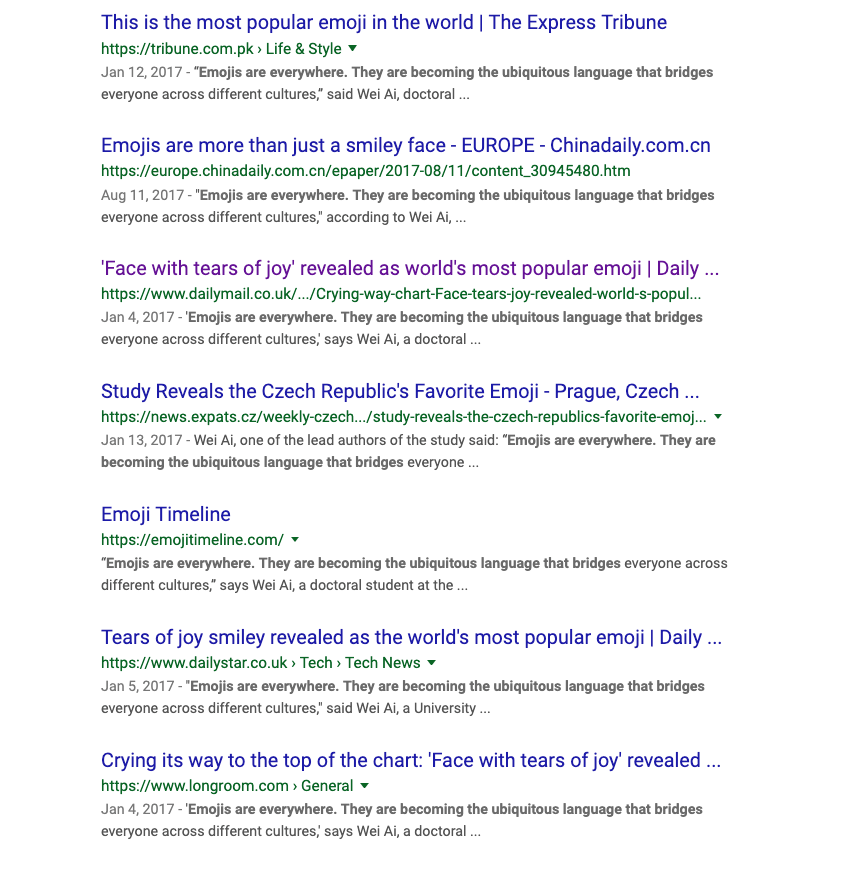 This is the most popular emoji in the world | The Express Tribune
https://tribune.com.pk › Life & Style ▼
Jan 12, 2017 - “Emojis are everywhere. They are becoming the ubiquitous language that bridges
everyone across different cultures,” said Wei Ai, doctoral ...
Emojis are more than just a smiley face - EUROPE - Chinadaily.com.cn
https://europe.chinadaily.com.cn/epaper/2017-08/11/content_30945480.htm
Aug 11, 2017 - "Emojis are everywhere. They are becoming the ubiquitous language that bridges
everyone across different cultures," according to Wei Ai, ...
'Face with tears of joy' revealed as world's most popular emoji | Daily ...
https://www.dailymail.co.uk/.../Crying-way-chart-Face-tears-joy-revealed-world-s-popul...
Jan 4, 2017 - 'Emojis are everywhere. They are becoming the ubiquitous language that bridges
everyone across different cultures,' says Wei Ai, a doctoral ...
Study Reveals the Czech Republic's Favorite Emoji - Prague, Czech ...
https://news.expats.cz/weekly-czech.../study-reveals-the-czech-republics-favorite-emoj... ▼
Jan 13, 2017 - Wei Ai, one of the lead authors of the study said: “Emojis are everywhere. They are
becoming the ubiquitous language that bridges everyone ...
Emoji Timeline
https://emojitimeline.com/ ▼
“Emojis are everywhere. They are becoming the ubiquitous language that bridges everyone across
different cultures,” says Wei Ai, a doctoral student at the ...
Tears of joy smiley revealed as the world's most popular emoji | Daily ...
https://www.dailystar.co.uk › Tech › Tech News ▼
Jan 5, 2017 - "Emojis are everywhere. They are becoming the ubiquitous language that bridges
everyone across different cultures," said Wei Ai, a University ...
Crying its way to the top of the chart: 'Face with tears of joy' revealed ...
https://www.longroom.com › General ▼
Jan 4, 2017 - 'Emojis are everywhere. They are becoming the ubiquitous language that bridges
everyone across different cultures,' says Wei Ai, a doctoral ...